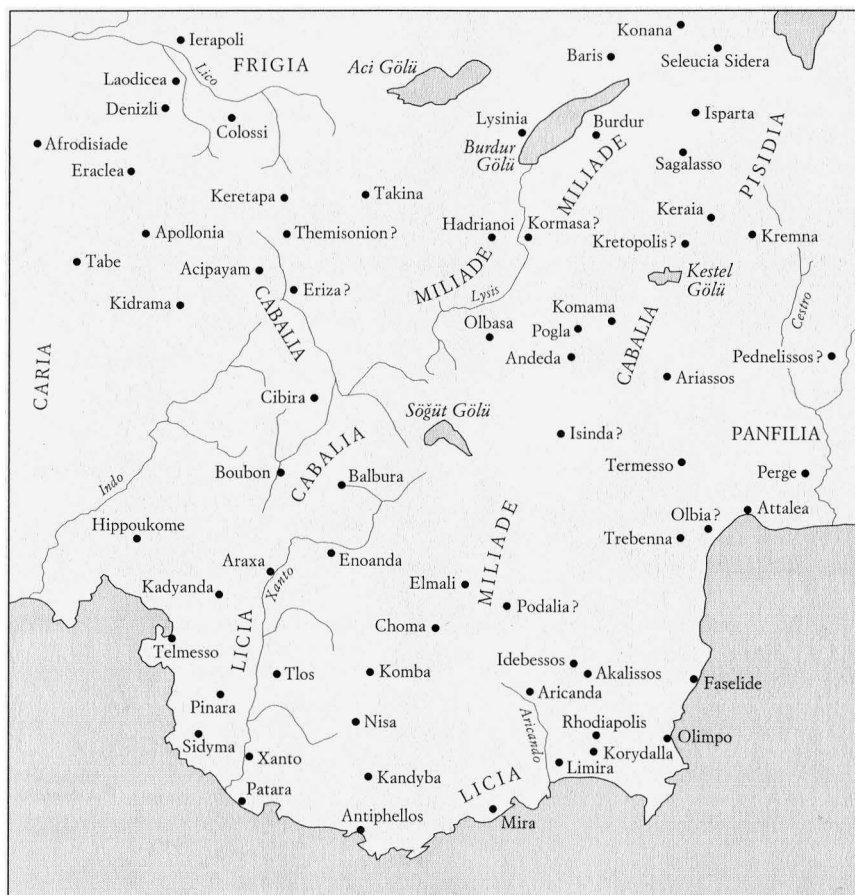 Konana
Ierapoli
Seleucia Sidera
Baris
FRIGIA
Lico
Aci Gölü
Laodicea
Denizli
Colossi
Lysinia
Burdur
Isparta
Burdur
Gölü
Afrodisiade
Eraclea
Sagalasso
PISIDIA
MILIADE
Keretapa
Takina
Keraia
Apollonia
Themisonion?
Hadrianoi
Kormasa?
Kretopolis?
Kremna
Tabe
Acipayam
Eriza?
MILIADE
Kestel
Gölü
Kidrama
CABALIA
Lysis
Komama
Cestro
Olbasa
Pogla
CABALIA
Andeda
Pednelissos?
CARIA
Ariassos
Cibira
Söğüt Gölü
Isinda?
PANFILIA
CABALIA
Boubon
Balbura
Termesso
Perge
Indo
Attalea
Olbia?
Hippoukome
Trebenna
Araxa
Xanto
Enoanda
MILIADE
Elmali
Kadyanda
Podalia?
Choma
LICIA
Telmesso
Tlos
Komba
Idebessos
Akalissos
Faselide
Pinara
Aricanda
Nisa
Aricando
Rhodiapolis
Sidyma
Olimpo
Korydalla
Xanto
Limira
Kandyba
LICIA
Patara
Mira
Antiphellos